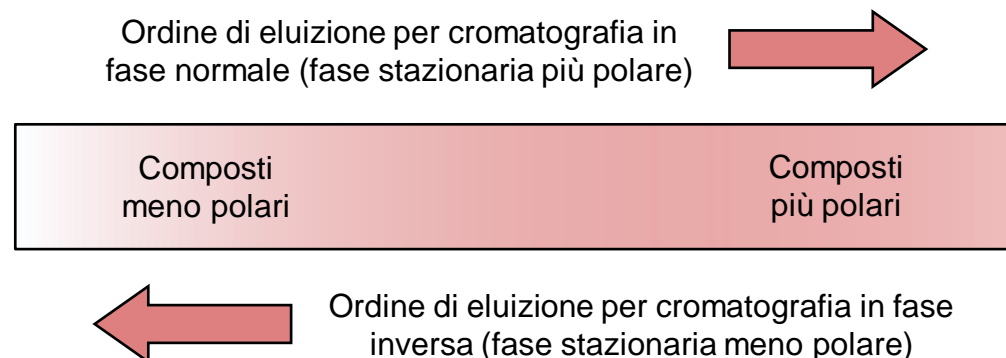 Ordine di eluizione per cromatografia in
fase normale (fase stazionaria più polare)
Composti
meno polari
Composti
più polari
Ordine di eluizione per cromatografia in fase
inversa (fase stazionaria meno polare)